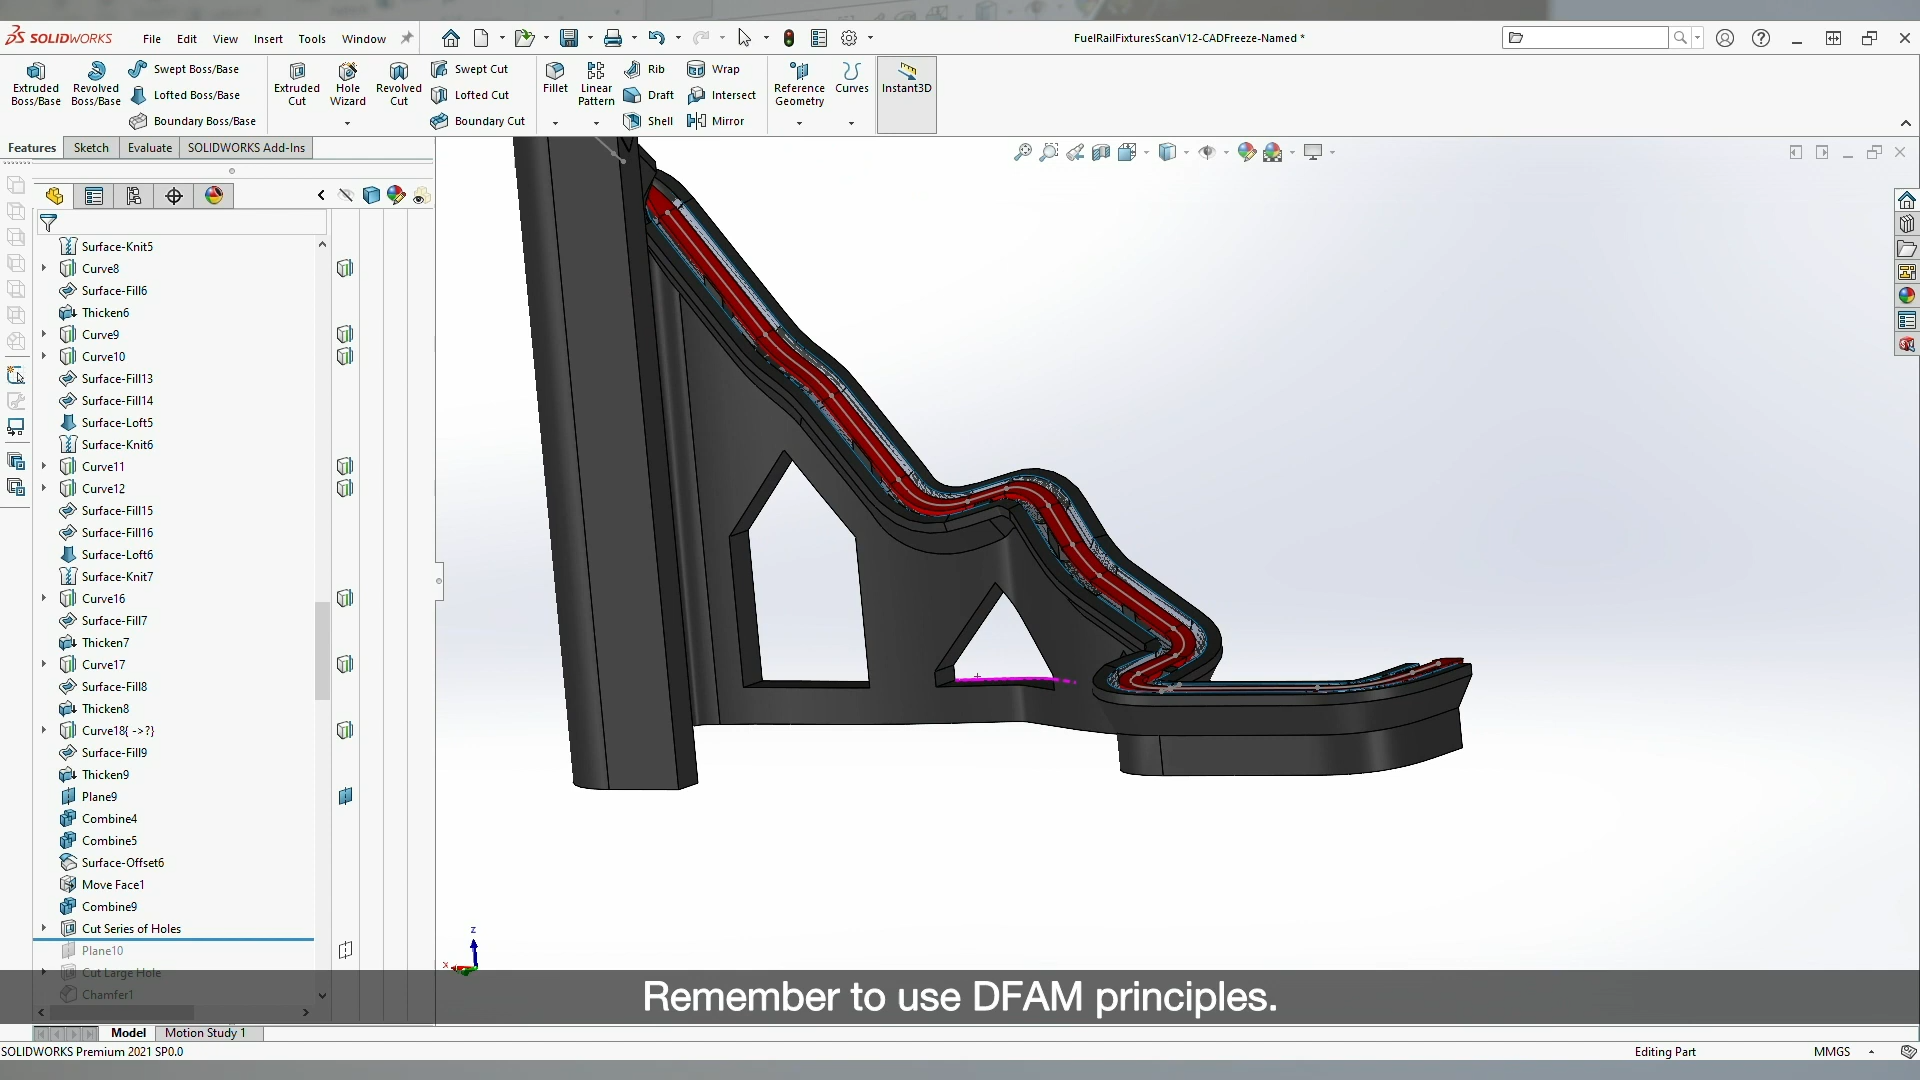 SOLIDWORKS
File Edit View Insert Tools Window
FuelRailFixturesScanV12-CADFreeze-Named *
Extruded Boss/Base
Revolved Boss/Base
Swept Boss/Base
Lofted Boss/Base
Boundary Boss/Base
Extruded Cut
Hole Wizard
Revolved Cut
Swept Cut
Lofted Cut
Boundary Cut
Fillet
Linear Pattern
Rib
Draft
Shell
Wrap
Intersect
Mirror
Reference Geometry
Curves
Instant3D
Features Sketch Evaluate SOLIDWORKS Add-Ins
Surface-Knit5
Curve8
Surface-Fill6
Thicken6
Curve9
Curve10
Surface-Fill13
Surface-Fill14
Surface-Loft5
Surface-Knit6
Curve11
Curve12
Surface-Fill15
Surface-Fill16
Surface-Loft6
Surface-Knit7
Curve16
Surface-Fill7
Thicken7
Curve17
Surface-Fill8
Thicken8
Curve18{ ->?}
Surface-Fill9
Thicken9
Plane9
Combine4
Combine5
Surface-Offset6
Move Face1
Combine9
Cut Series of Holes
Plane10
Cut Large Hole
Chamfer1
z
x
Remember to use DFAM principles.
Model Motion Study 1
SOLIDWORKS Premium 2021 SP0.0
Editing Part
MMGS